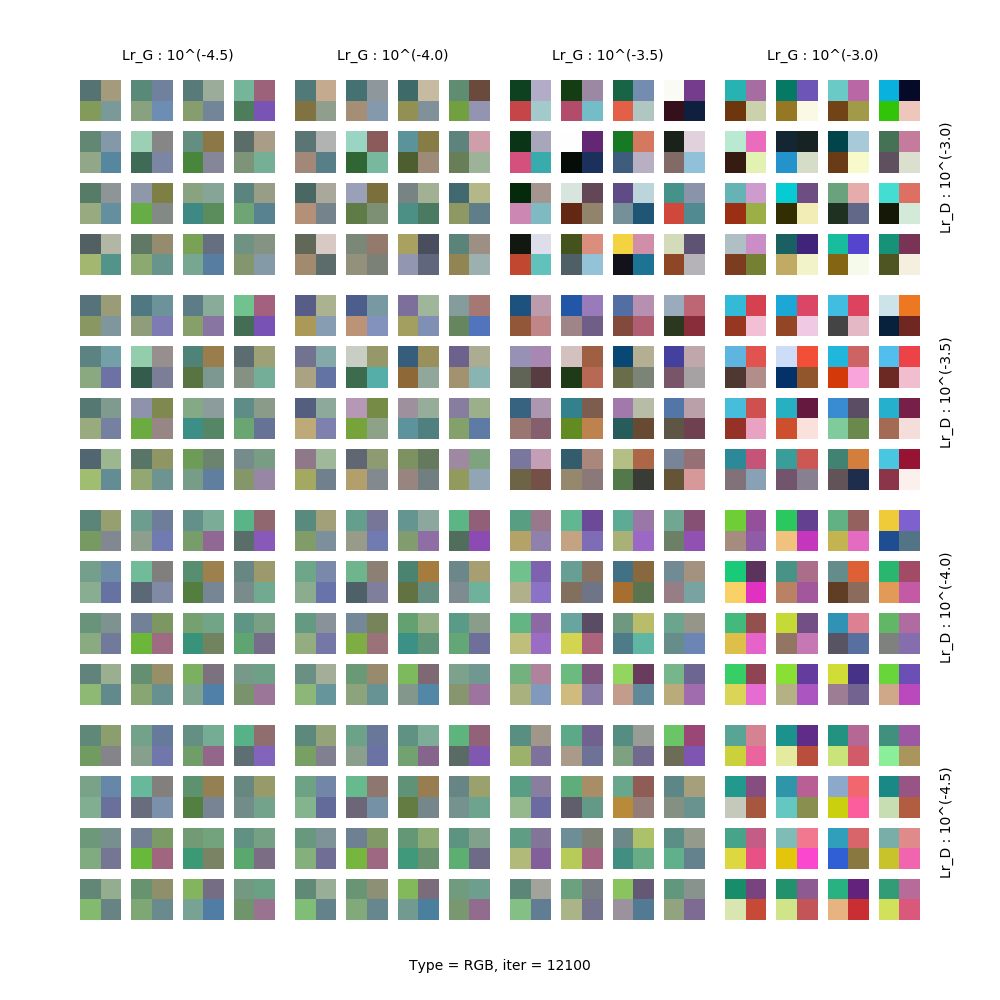 Lr_G : 10^(-4.5)
Lr_G : 10^(-4.0)
Lr_G : 10^(-3.5)
Lr_G : 10^(-3.0)
Lr_D : 10^(-3.0)
Lr_D : 10^(-3.5)
Lr_D : 10^(-4.0)
Lr_D : 10^(-4.5)
Type = RGB, iter = 12100